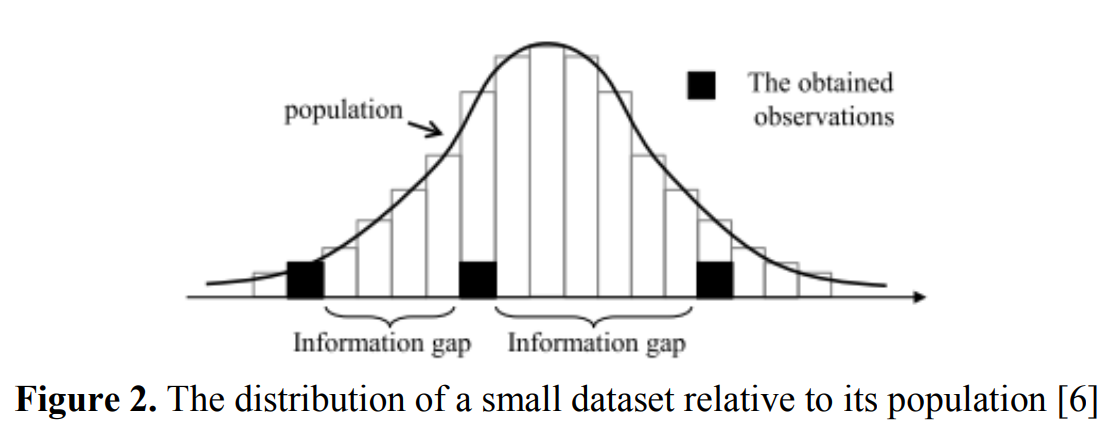 The obtained
observations
population
Information gap
Information gap
Figure 2. The distribution of a small dataset relative to its population [6]